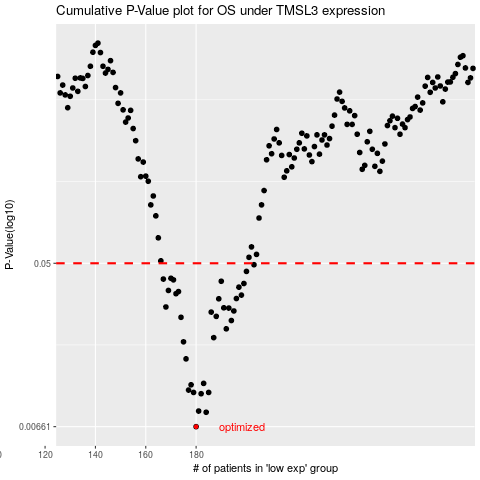 Cumulative P-Value plot for OS under TMSL3 expression
P-Value(log10)
0.05
0.00661
optimized
0 120 140 160 180
# of patients in 'low exp' group